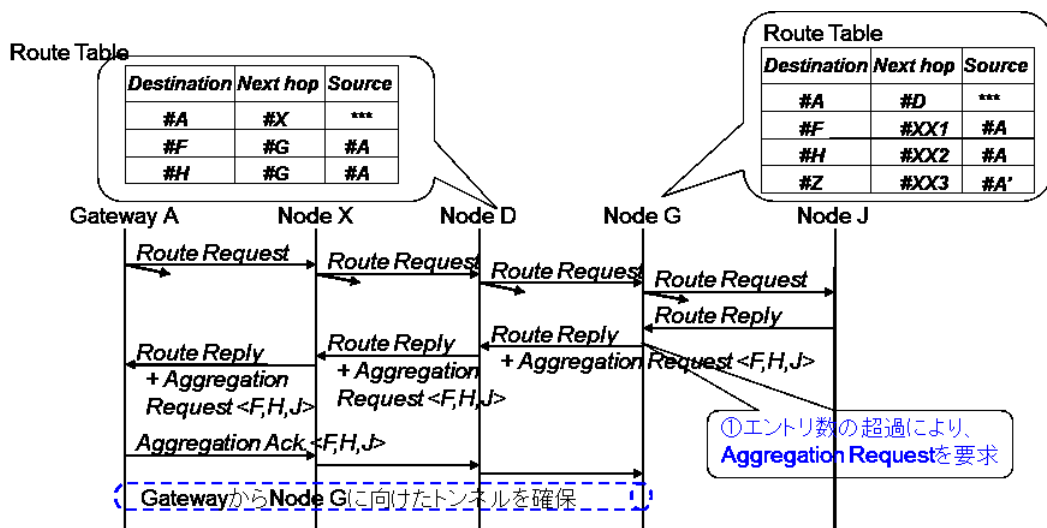 Route Table
Destination Next hop Source
#A #X ***
#F #G #A
#H #G #A
Route Table
Destination Next hop Source
#A #D ***
#F #XX1 #A
#H #XX2 #A
#Z #XX3 #A'
Gateway A Node X Node D Node G Node J
Route Request
Route Request
Route Request
Route Request
Route Reply
Route Reply
+ Aggregation Request <F,H,J>
Route Reply
+ Aggregation
Request <F,H,J>
Route Reply
+ Aggregation
Request <F,H,J>
Aggregation Ack <F,H,J>
①エントリ数の超過により、
Aggregation Requestを要求
GatewayからNode Gに向けたトンネルを確保